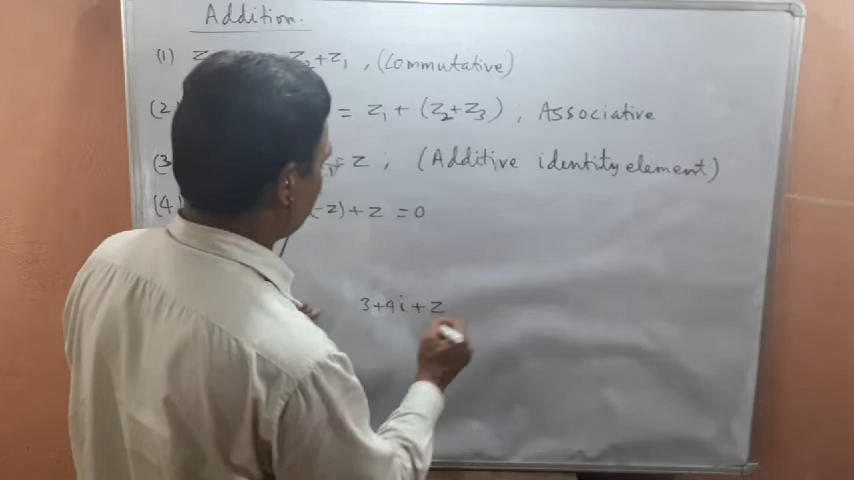 Addition:
(1) Z Z₂+Z₁ , (Commutative)
(2) = Z₁ + (Z₂+Z₃) , Associative
(3 = Z , (Additive identity element)
(4) -Z) + Z = 0
3+4i+Z